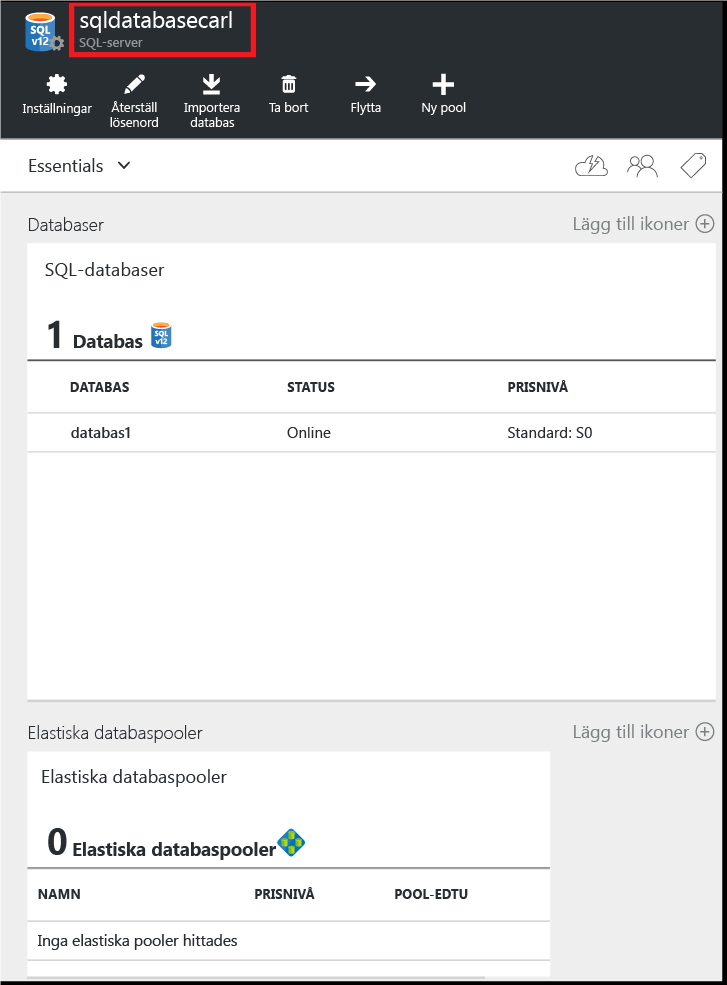 SQL
v12
sqldatabasecarl
SQL-server
Inställningar
Återställ
lösenord
Importera
databas
Ta bort
Flytta
Ny pool
Essentials
Databaser
Lägg till ikoner
SQL-databaser
1 Databas
SQL
v12
DATABAS STATUS PRISNIVÅ
databas1 Online Standard: S0
Elastiska databaspooler
Lägg till ikoner
Elastiska databaspooler
0 Elastiska databaspooler
NAMN PRISNIVÅ POOL-EDTU
Inga elastiska pooler hittades